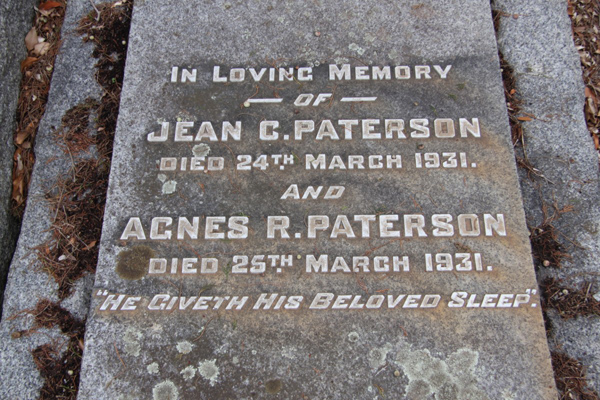 In Loving Memory
— OF —
JEAN C. PATERSON
DIED 24TH MARCH 1931.
AND
AGNES R. PATERSON
DIED 25TH MARCH 1931.
"He Giveth His Beloved Sleep".